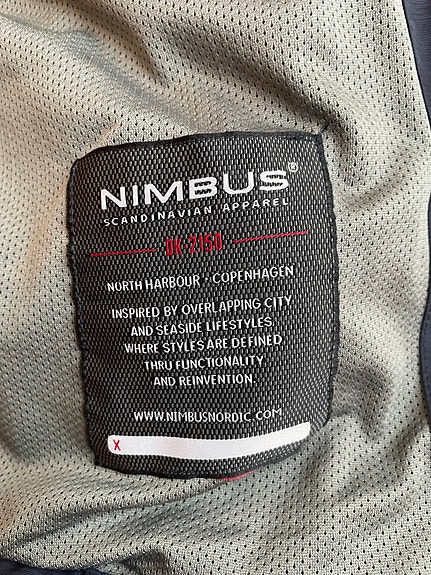 NIMBUS®
SCANDINAVIAN APPAREL
DK-2150
NORTH HARBOUR - COPENHAGEN
INSPIRED BY OVERLAPPING CITY
AND SEASIDE LIFESTYLES
WHERE STYLES ARE DEFINED
THRU FUNCTIONALITY
AND REINVENTION.
WWW.NIMBUSNORDIC.COM
X